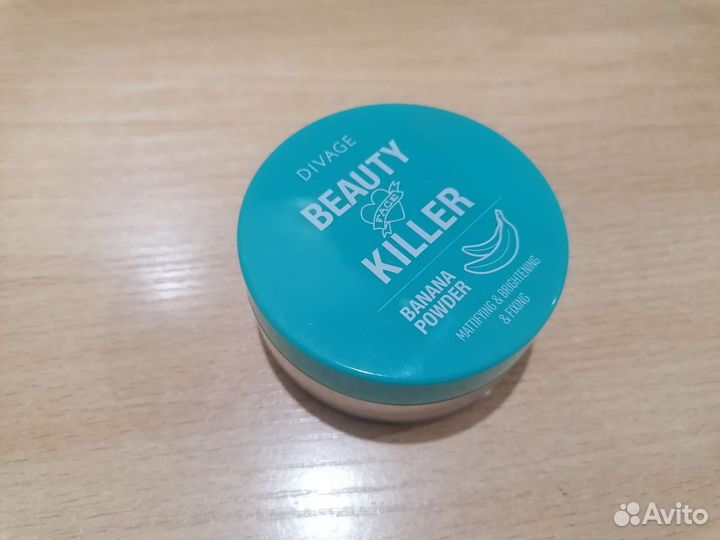 DIVAGE
BEAUTY
FACE
KILLER
BANANA
POWDER
MATTIFYING & BRIGHTENING
& FIXING
Avito